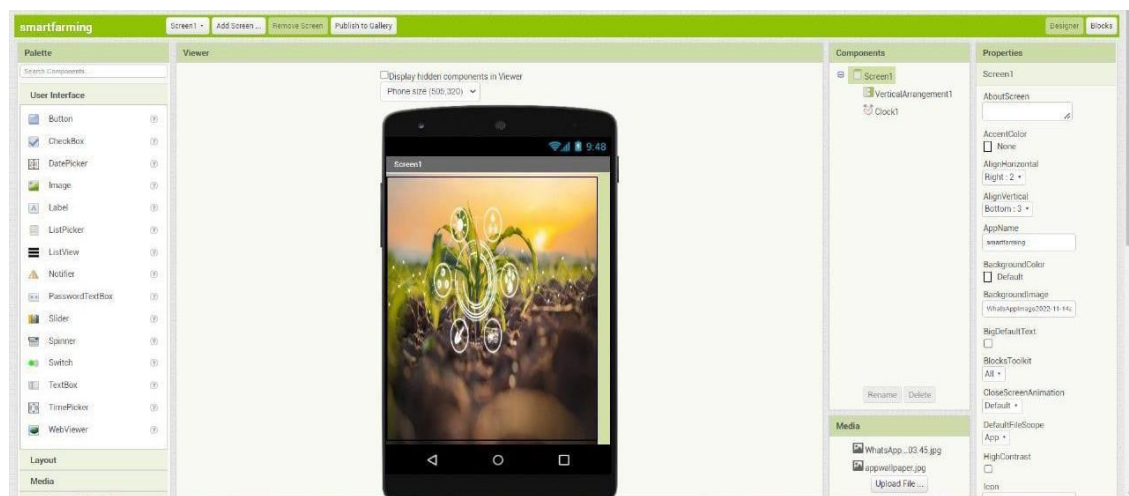 smartfarming
Screen1
Add Screen ...
Remove Screen
Publish to Gallery
Designer
Blocks
Palette
Search Components...
User Interface
Button
CheckBox
DatePicker
Image
Label
ListPicker
ListView
Notifier
PasswordTextBox
Slider
Spinner
Switch
TextBox
TimePicker
WebViewer
Layout
Media
Viewer
Display hidden components in Viewer
Phone size (505,320)
9:48
Screen1
Components
Screen1
VerticalArrangement1
Clock1
Rename
Delete
Media
WhatsApp...03.45.jpg
appwallpaper.jpg
Upload File ...
Properties
Screen1
AboutScreen
AccentColor
None
AlignHorizontal
Right : 2
AlignVertical
Bottom : 3
AppName
smartfarming
BackgroundColor
Default
BackgroundImage
WhatsAppImage2022-11-14
BigDefaultText
BlocksToolkit
All
CloseScreenAnimation
Default
DefaultFileScope
App
HighContrast
Icon